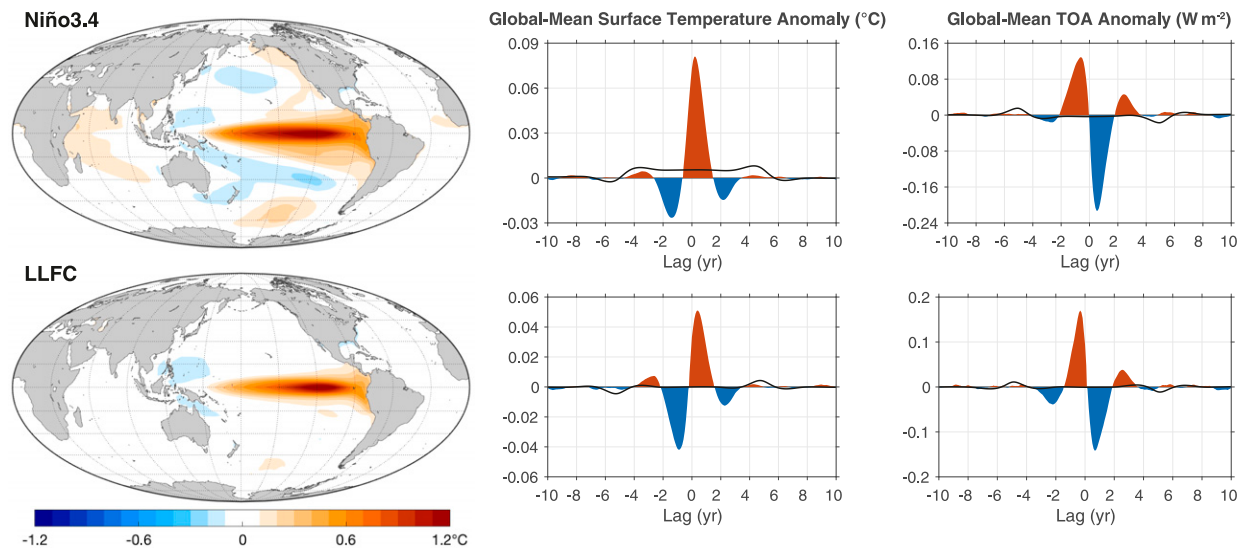 Niño3.4
Global-Mean Surface Temperature Anomaly (°C)
Global-Mean TOA Anomaly (W m-2)
0.09
0.06
0.03
0
-0.03
-10 -8 -6 -4 -2 0 2 4 6 8 10
Lag (yr)
0.16
0.08
0
-0.08
-0.16
-0.24
-10 -8 -6 -4 -2 0 2 4 6 8 10
Lag (yr)
LLFC
0.06
0.04
0.02
0
-0.02
-0.04
-0.06
-10 -8 -6 -4 -2 0 2 4 6 8 10
Lag (yr)
0.2
0.1
0
-0.1
-0.2
-10 -8 -6 -4 -2 0 2 4 6 8 10
Lag (yr)
-1.2 -0.6 0 0.6 1.2°C